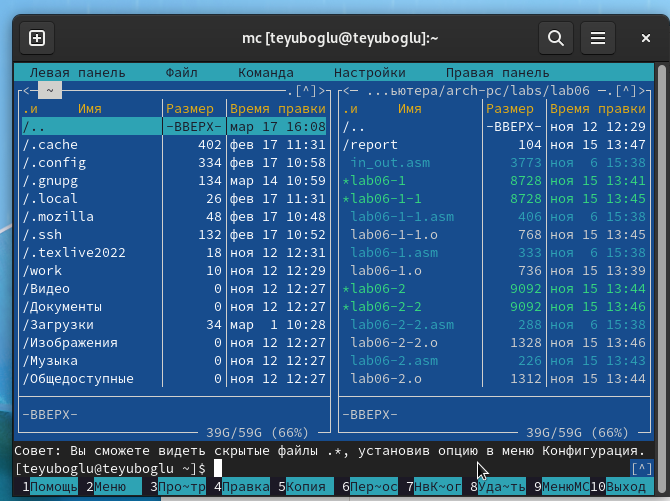 mc [teyuboglu@teyuboglu]:~
Левая панель Файл Команда Настройки Правая панель
<─ ~ .[^]> <─ ...ьютера/arch-pc/labs/lab06 ─.[^]>
.и Имя Размер Время правки .и Имя Размер Время правки
/.. -ВВЕРХ- мар 17 16:08 /.. -ВВЕРХ- ноя 12 12:29
/.cache 402 фев 17 11:31 /report 104 ноя 15 13:47
/.config 334 фев 17 10:58 in_out.asm 3773 ноя 6 15:38
/.gnupg 134 мар 14 10:59 *lab06-1 8728 ноя 15 13:41
/.local 26 фев 17 11:31 *lab06-1-1 8728 ноя 15 13:45
/.mozilla 48 фев 17 10:48 lab06-1-1.asm 406 ноя 6 15:38
/.ssh 132 фев 17 10:52 lab06-1-1.o 768 ноя 15 13:45
/.texlive2022 18 ноя 12 12:31 lab06-1.asm 333 ноя 6 15:38
/work 10 ноя 12 12:29 lab06-1.o 736 ноя 15 13:39
/Видео 0 ноя 12 12:27 *lab06-2 9092 ноя 15 13:44
/Документы 0 ноя 12 12:27 *lab06-2-2 9092 ноя 15 13:46
/Загрузки 34 мар 1 10:28 lab06-2-2.asm 288 ноя 6 15:38
/Изображения 0 ноя 12 12:27 lab06-2-2.o 1328 ноя 15 13:46
/Музыка 0 ноя 12 12:27 lab06-2.asm 226 ноя 15 13:43
/Общедоступные 0 ноя 12 12:27 lab06-2.o 1312 ноя 15 13:44
-ВВЕРХ- -ВВЕРХ-
39G/59G (66%) 39G/59G (66%)
Совет: Вы сможете видеть скрытые файлы .*, установив опцию в меню Конфигурация.
[teyuboglu@teyuboglu ~]$ [^]
1Помощь 2Меню 3Про~тр 4Правка 5Копия 6Пер~ос 7НвК~ог 8Уда~ть 9МенюMC 10Выход